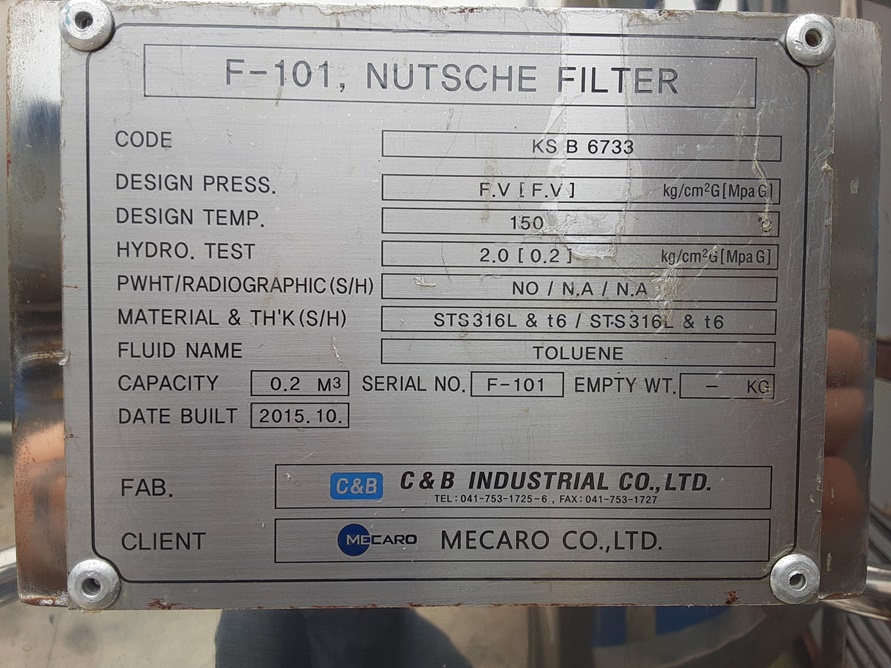 F-101, NUTSCHE FILTER
CODE KS B 6733
DESIGN PRESS. F.V [ F.V ] kg/cm²G[MpaG]
DESIGN TEMP. 150 ℃
HYDRO. TEST 2.0 [ 0.2 ] kg/cm²G[MpaG]
PWHT/RADIOGRAPHIC(S/H) NO / N.A / N.A
MATERIAL & TH'K(S/H) STS316L & t6 / STS316L & t6
FLUID NAME TOLUENE
CAPACITY 0.2 M3 SERIAL NO. F-101 EMPTY WT. – KG
DATE BUILT 2015.10.
FAB. C&B C & B INDUSTRIAL CO.,LTD.
TEL : 041-753-1725-6 , FAX : 041-753-1727
CLIENT MECARO MECARO CO.,LTD.